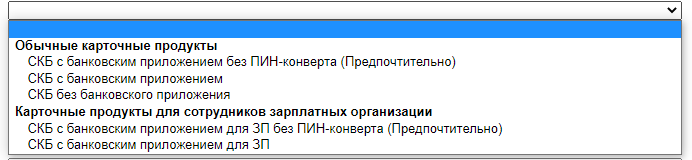 Обычные карточные продукты
СКБ с банковским приложением без ПИН-конверта (Предпочтительно)
СКБ с банковским приложением
СКБ без банковского приложения
Карточные продукты для сотрудников зарплатных организации
СКБ с банковским приложением для ЗП без ПИН-конверта (Предпочтительно)
СКБ с банковским приложением для ЗП